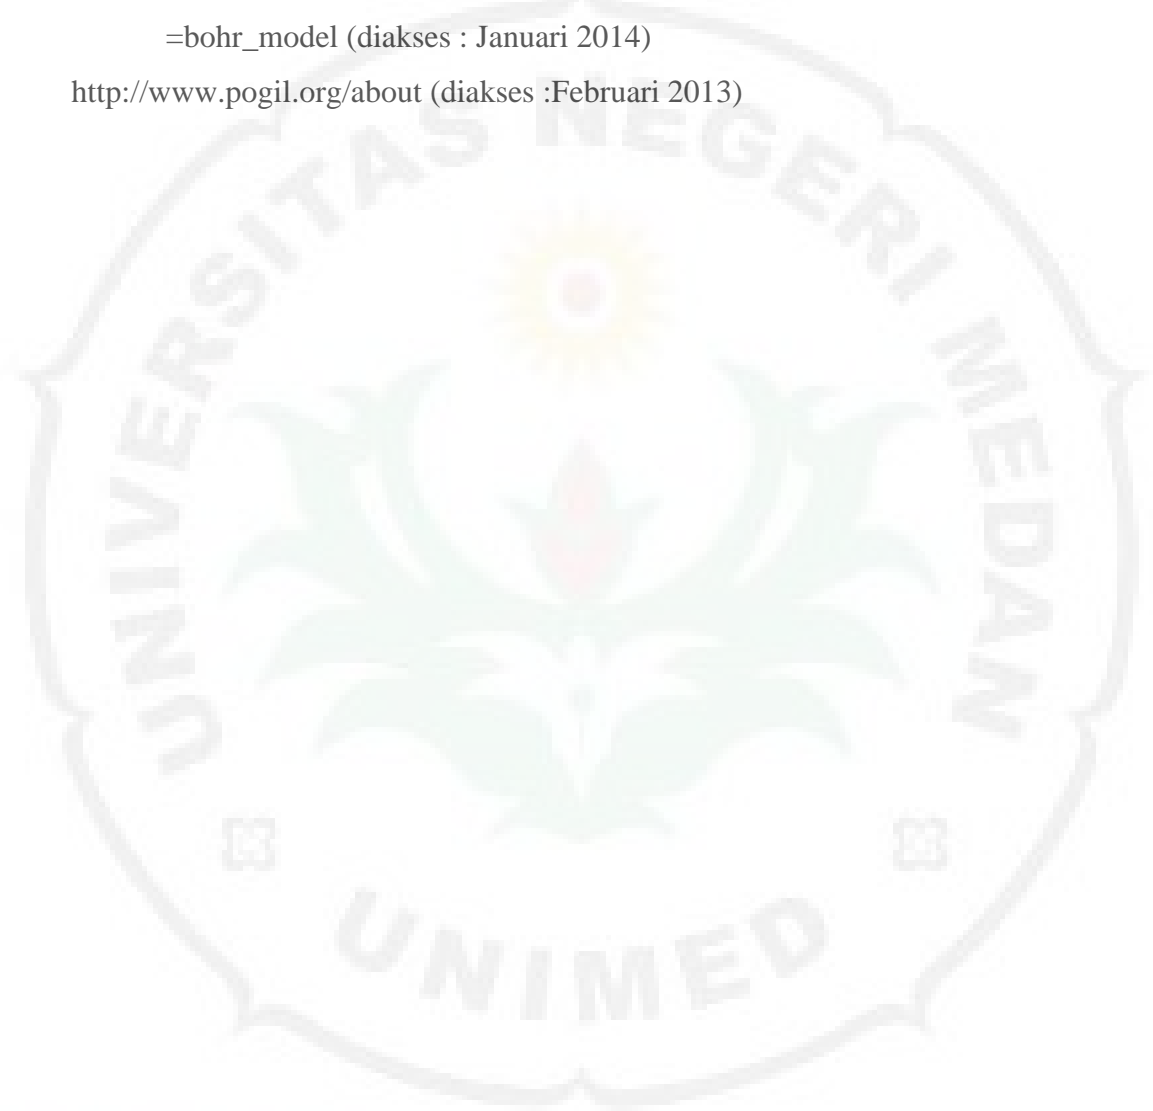 =bohr_model (diakses : Januari 2014)
http://www.pogil.org/about (diakses :Februari 2013)
UNIVERSITAS NEGERI MEDAN
UNIMED